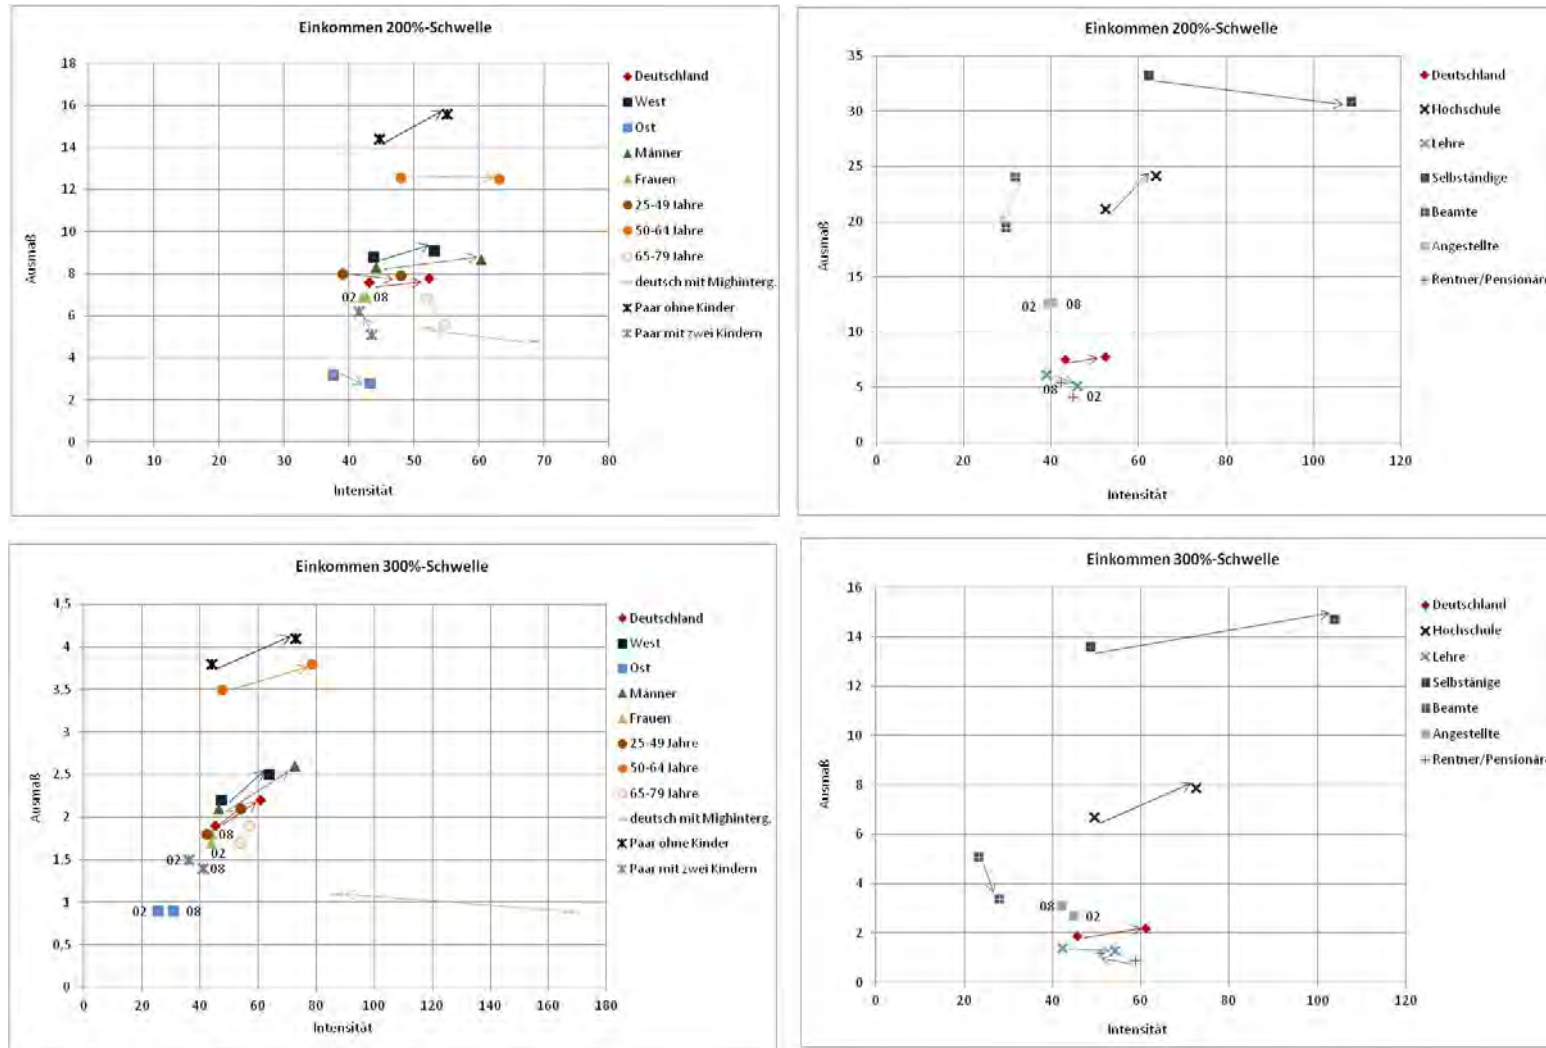 Einkommen 200%-Schwelle
18
16
14
12
10
8
6
4
2
0
Ausmaß
02
08
0
10
20
30
40
50
60
70
80
Intensität
Deutschland
West
Ost
Männer
Frauen
25-49 Jahre
50-64 Jahre
65-79 Jahre
deutsch mit Mighinterg.
Paar ohne Kinder
Paar mit zwei Kindern
Einkommen 200%-Schwelle
35
30
25
20
15
10
5
0
Ausmaß
02
08
08
02
0
20
40
60
80
100
120
Intensität
Deutschland
Hochschule
Lehre
Selbständige
Beamte
Angestellte
Rentner/Pensionäre
Einkommen 300%-Schwelle
4,5
4
3,5
3
2,5
2
1,5
1
0,5
0
Ausmaß
08
02
02
08
02
08
0
20
40
60
80
100
120
140
160
180
Intensität
Deutschland
West
Ost
Männer
Frauen
25-49 Jahre
50-64 Jahre
65-79 Jahre
deutsch mit Mighinterg.
Paar ohne Kinder
Paar mit zwei Kindern
Einkommen 300%-Schwelle
16
14
12
10
8
6
4
2
0
Ausmaß
08
02
0
20
40
60
80
100
120
Intensität
Deutschland
Hochschule
Lehre
Selbstänige
Beamte
Angestellte
Rentner/Pensionäre